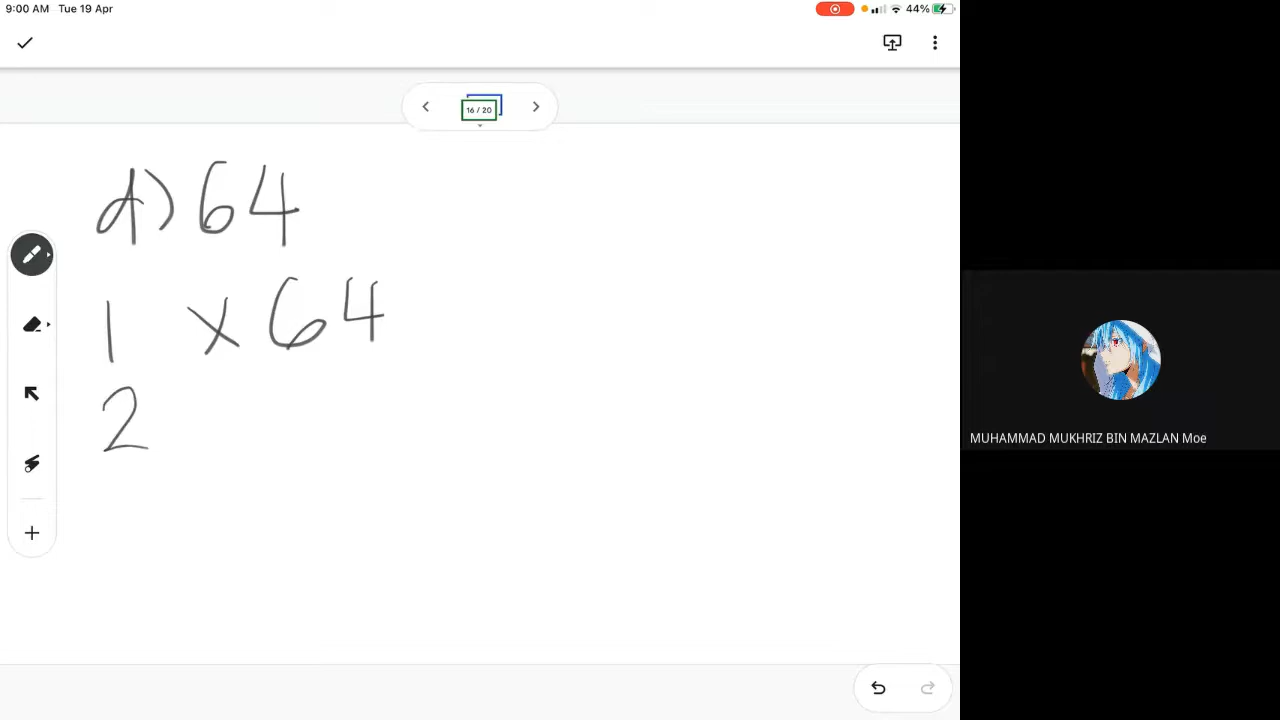 9:00 AM Tue 19 Apr
44%
16 / 20
d) 64
1 x 64
2
MUHAMMAD MUKHRIZ BIN MAZLAN Moe